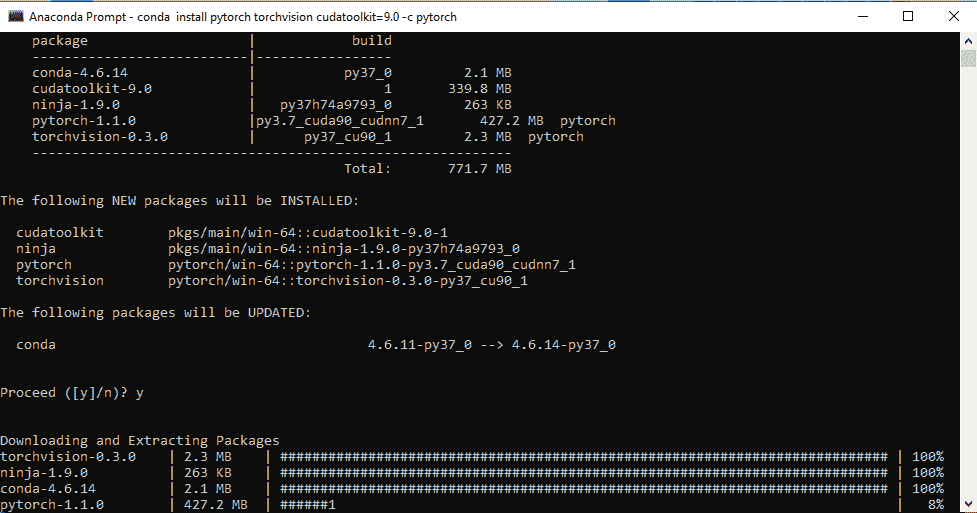 Anaconda Prompt - conda  install pytorch torchvision cudatoolkit=9.0 -c pytorch
    package                    |            build
    ---------------------------|-----------------
    conda-4.6.14               |           py37_0         2.1 MB
    cudatoolkit-9.0            |                1       339.8 MB
    ninja-1.9.0                |   py37h74a9793_0         263 KB
    pytorch-1.1.0              |py3.7_cuda90_cudnn7_1       427.2 MB  pytorch
    torchvision-0.3.0          |      py37_cu90_1         2.3 MB  pytorch
    ------------------------------------------------------------
                                           Total:       771.7 MB
The following NEW packages will be INSTALLED:
  cudatoolkit        pkgs/main/win-64::cudatoolkit-9.0-1
  ninja              pkgs/main/win-64::ninja-1.9.0-py37h74a9793_0
  pytorch            pytorch/win-64::pytorch-1.1.0-py3.7_cuda90_cudnn7_1
  torchvision        pytorch/win-64::torchvision-0.3.0-py37_cu90_1
The following packages will be UPDATED:
  conda                                       4.6.11-py37_0 --> 4.6.14-py37_0
Proceed ([y]/n)? y
Downloading and Extracting Packages
torchvision-0.3.0    | 2.3 MB    | ############################################################################ | 100%
ninja-1.9.0          | 263 KB    | ############################################################################ | 100%
conda-4.6.14         | 2.1 MB    | ############################################################################ | 100%
pytorch-1.1.0        | 427.2 MB  | ######1                                                                      |   8%